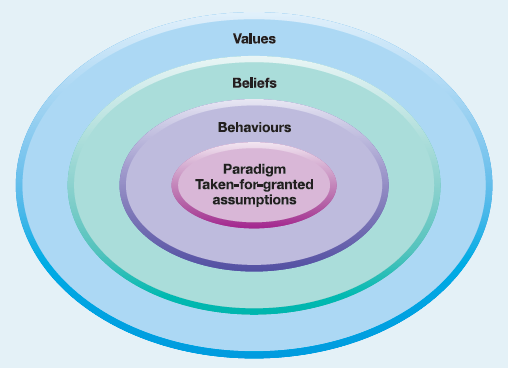 Values
Beliefs
Behaviours
Paradigm
Taken-for-granted
assumptions